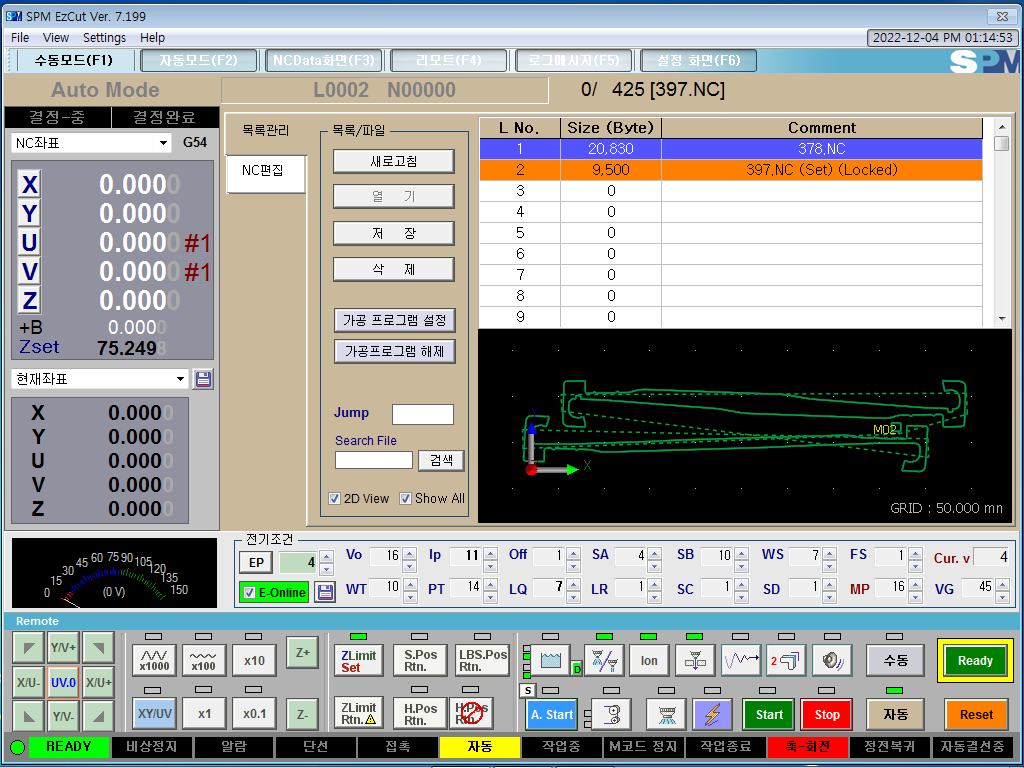 SPM SPM EzCut Ver. 7.199
File View Settings Help
2022-12-04 PM 01:14:53
수동모드(F1) 자동모드(F2) NCData화면(F3) 리모트(F4) 로그메시지(F5) 설정 화면(F6) SPM
Auto Mode L0002 N00000 0/ 425 [397.NC]
결정-중 결정완료
NC좌표 G54
X 0.0000
Y 0.0000
U 0.0000 #1
V 0.0000 #1
Z 0.0000
+B 0.0000
Zset 75.2498
현재좌표
X 0.0000
Y 0.0000
U 0.0000
V 0.0000
Z 0.0000
목록관리
NC편집
목록/파일
새로고침
열 기
저 장
삭 제
가공 프로그램 설정
가공프로그램 해제
Jump
Search File
검색
2D View Show All
L No. Size (Byte) Comment
1 20,830 378.NC
2 9,500 397.NC (Set) (Locked)
3 0
4 0
5 0
6 0
7 0
8 0
9 0
Y
M02
X
GRID : 50.000 mn
0 15 30 45 60 75 90 105 120 135 150
(0 V)
전기조건
EP 4 Vo 16 Ip 11 Off 1 SA 4 SB 10 WS 7 FS 1 Cur. v 4
E-Online WT 10 PT 14 LQ 7 LR 1 SC 1 SD 1 MP 16 VG 45
Remote
Y/V+
X/U- UV.0 X/U+
Y/V-
x1000 x100 x10 Z+
XY/UV x1 x0.1 Z-
ZLimit Set S.Pos Rtn. LBS.Pos Rtn.
ZLimit Rtn. H.Pos Rtn. H.Pos Rtn.
D Ion 2 수동 Ready
S A. Start Start Stop 자동 Reset
READY 비상정지 알람 단선 접촉 자동 작업중 M코드 정지 작업종료 축-회전 정전복귀 자동결선중